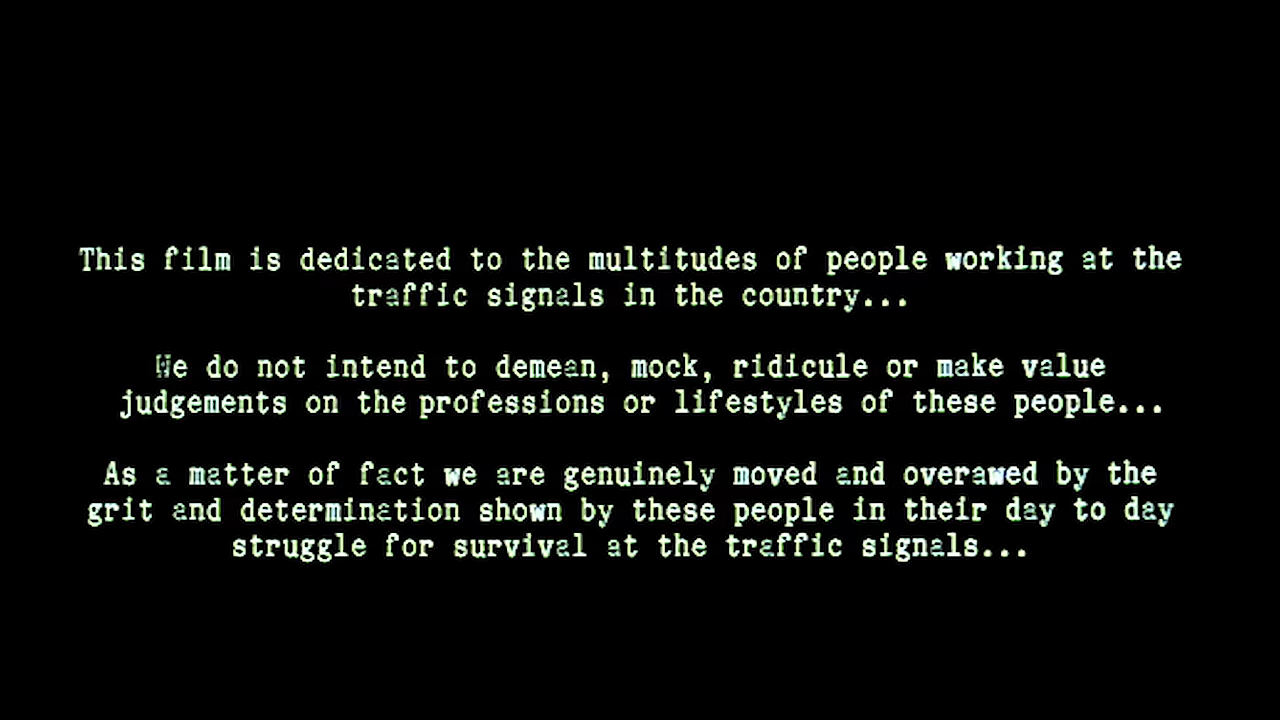 This film is dedicated to the multitudes of people working at the
traffic signals in the country...
We do not intend to demean, mock, ridicule or make value
judgements on the professions or lifestyles of these people...
As a matter of fact we are genuinely moved and overawed by the
grit and determination shown by these people in their day to day
struggle for survival at the traffic signals...